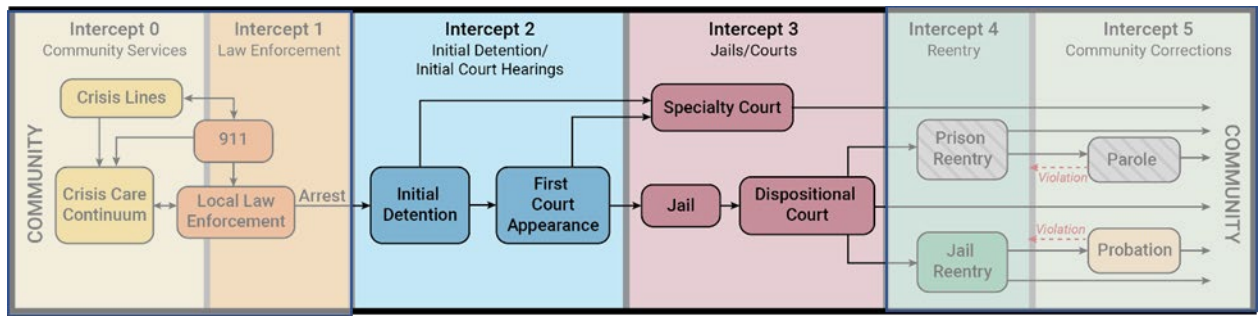 Intercept 0
Community Services
Intercept 1
Law Enforcement
Intercept 2
Initial Detention/
Initial Court Hearings
Intercept 3
Jails/Courts
Intercept 4
Reentry
Intercept 5
Community Corrections
COMMUNITY
Crisis Lines
911
Crisis Care
Continuum
Local Law
Enforcement
Arrest
Initial
Detention
First
Court
Appearance
Specialty Court
Jail
Dispositional
Court
Prison
Reentry
Violation
Parole
Jail
Reentry
Violation
Probation
COMMUNITY